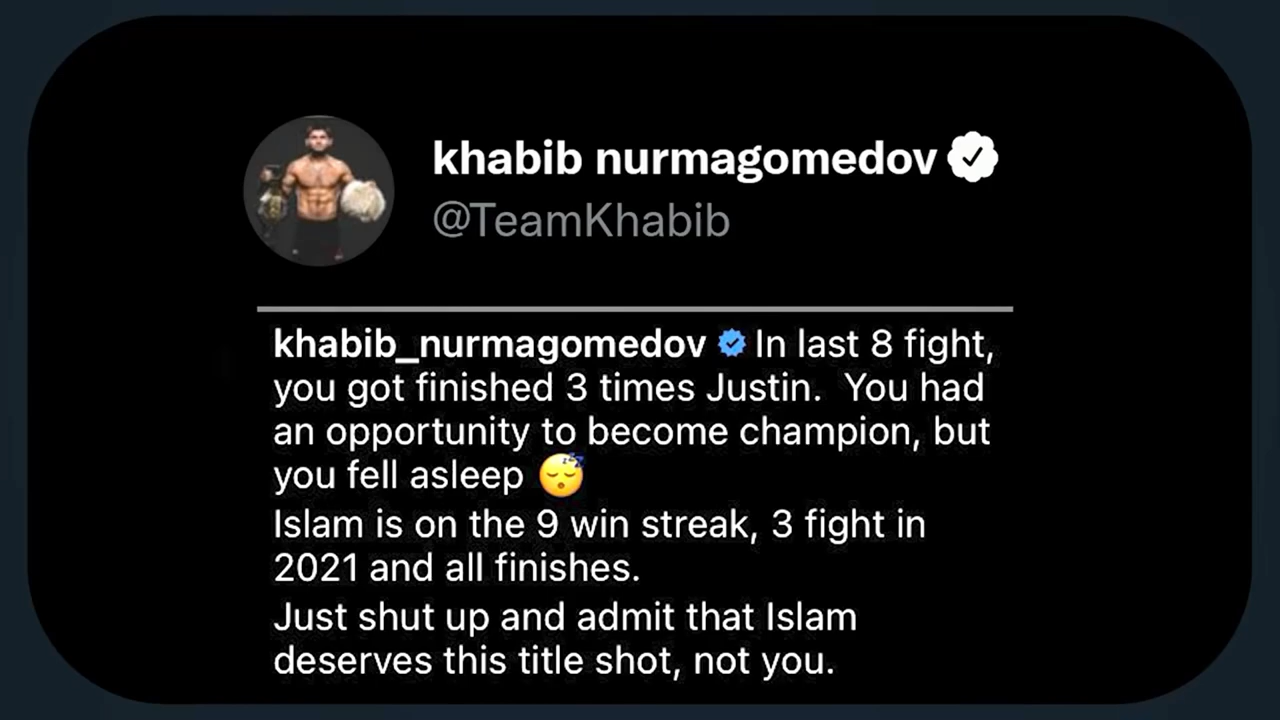 khabib nurmagomedov
@TeamKhabib
khabib_nurmagomedov In last 8 fight,
you got finished 3 times Justin.  You had
an opportunity to become champion, but
you fell asleep 😴
Islam is on the 9 win streak, 3 fight in
2021 and all finishes.
Just shut up and admit that Islam
deserves this title shot, not you.